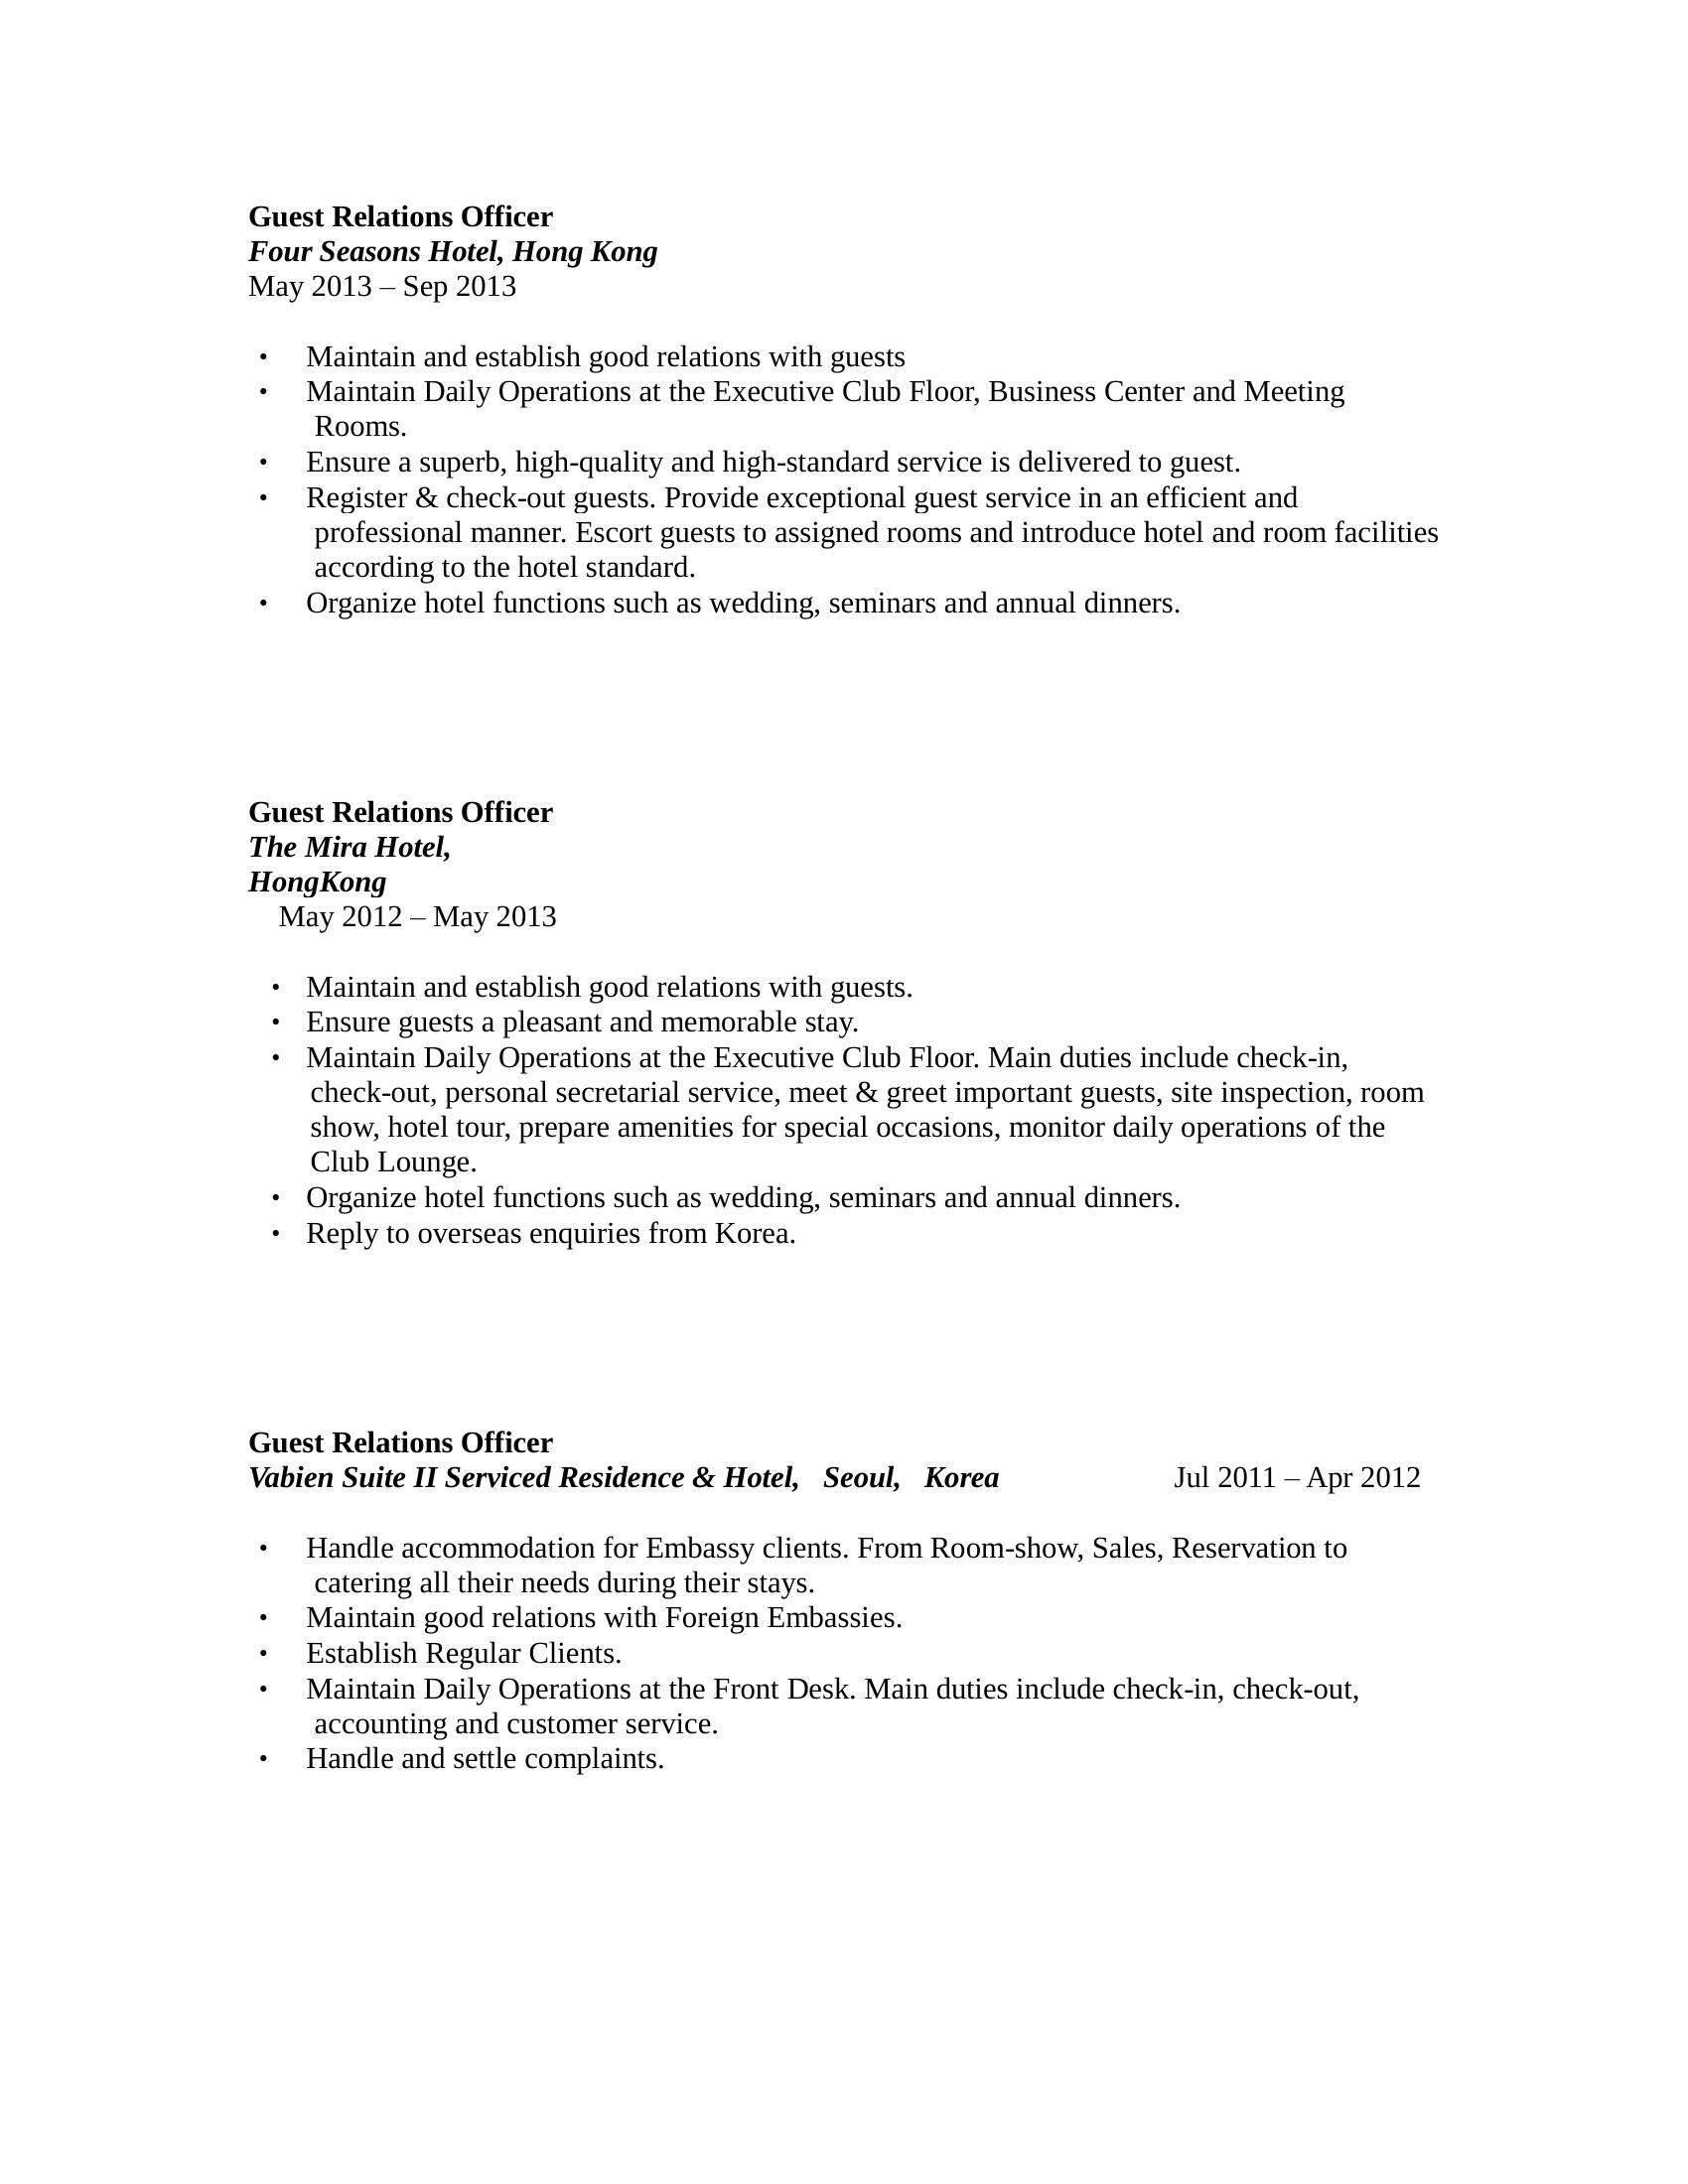 Guest Relations Officer
Four Seasons Hotel, Hong Kong
May 2013 – Sep 2013
• Maintain and establish good relations with guests
• Maintain Daily Operations at the Executive Club Floor, Business Center and Meeting
Rooms.
• Ensure a superb, high-quality and high-standard service is delivered to guest.
• Register & check-out guests. Provide exceptional guest service in an efficient and
professional manner. Escort guests to assigned rooms and introduce hotel and room facilities
according to the hotel standard.
• Organize hotel functions such as wedding, seminars and annual dinners.
Guest Relations Officer
The Mira Hotel,
HongKong
May 2012 – May 2013
• Maintain and establish good relations with guests.
• Ensure guests a pleasant and memorable stay.
• Maintain Daily Operations at the Executive Club Floor. Main duties include check-in,
check-out, personal secretarial service, meet & greet important guests, site inspection, room
show, hotel tour, prepare amenities for special occasions, monitor daily operations of the
Club Lounge.
• Organize hotel functions such as wedding, seminars and annual dinners.
• Reply to overseas enquiries from Korea.
Guest Relations Officer
Vabien Suite II Serviced Residence & Hotel, Seoul, Korea Jul 2011 – Apr 2012
• Handle accommodation for Embassy clients. From Room-show, Sales, Reservation to
catering all their needs during their stays.
• Maintain good relations with Foreign Embassies.
• Establish Regular Clients.
• Maintain Daily Operations at the Front Desk. Main duties include check-in, check-out,
accounting and customer service.
• Handle and settle complaints.